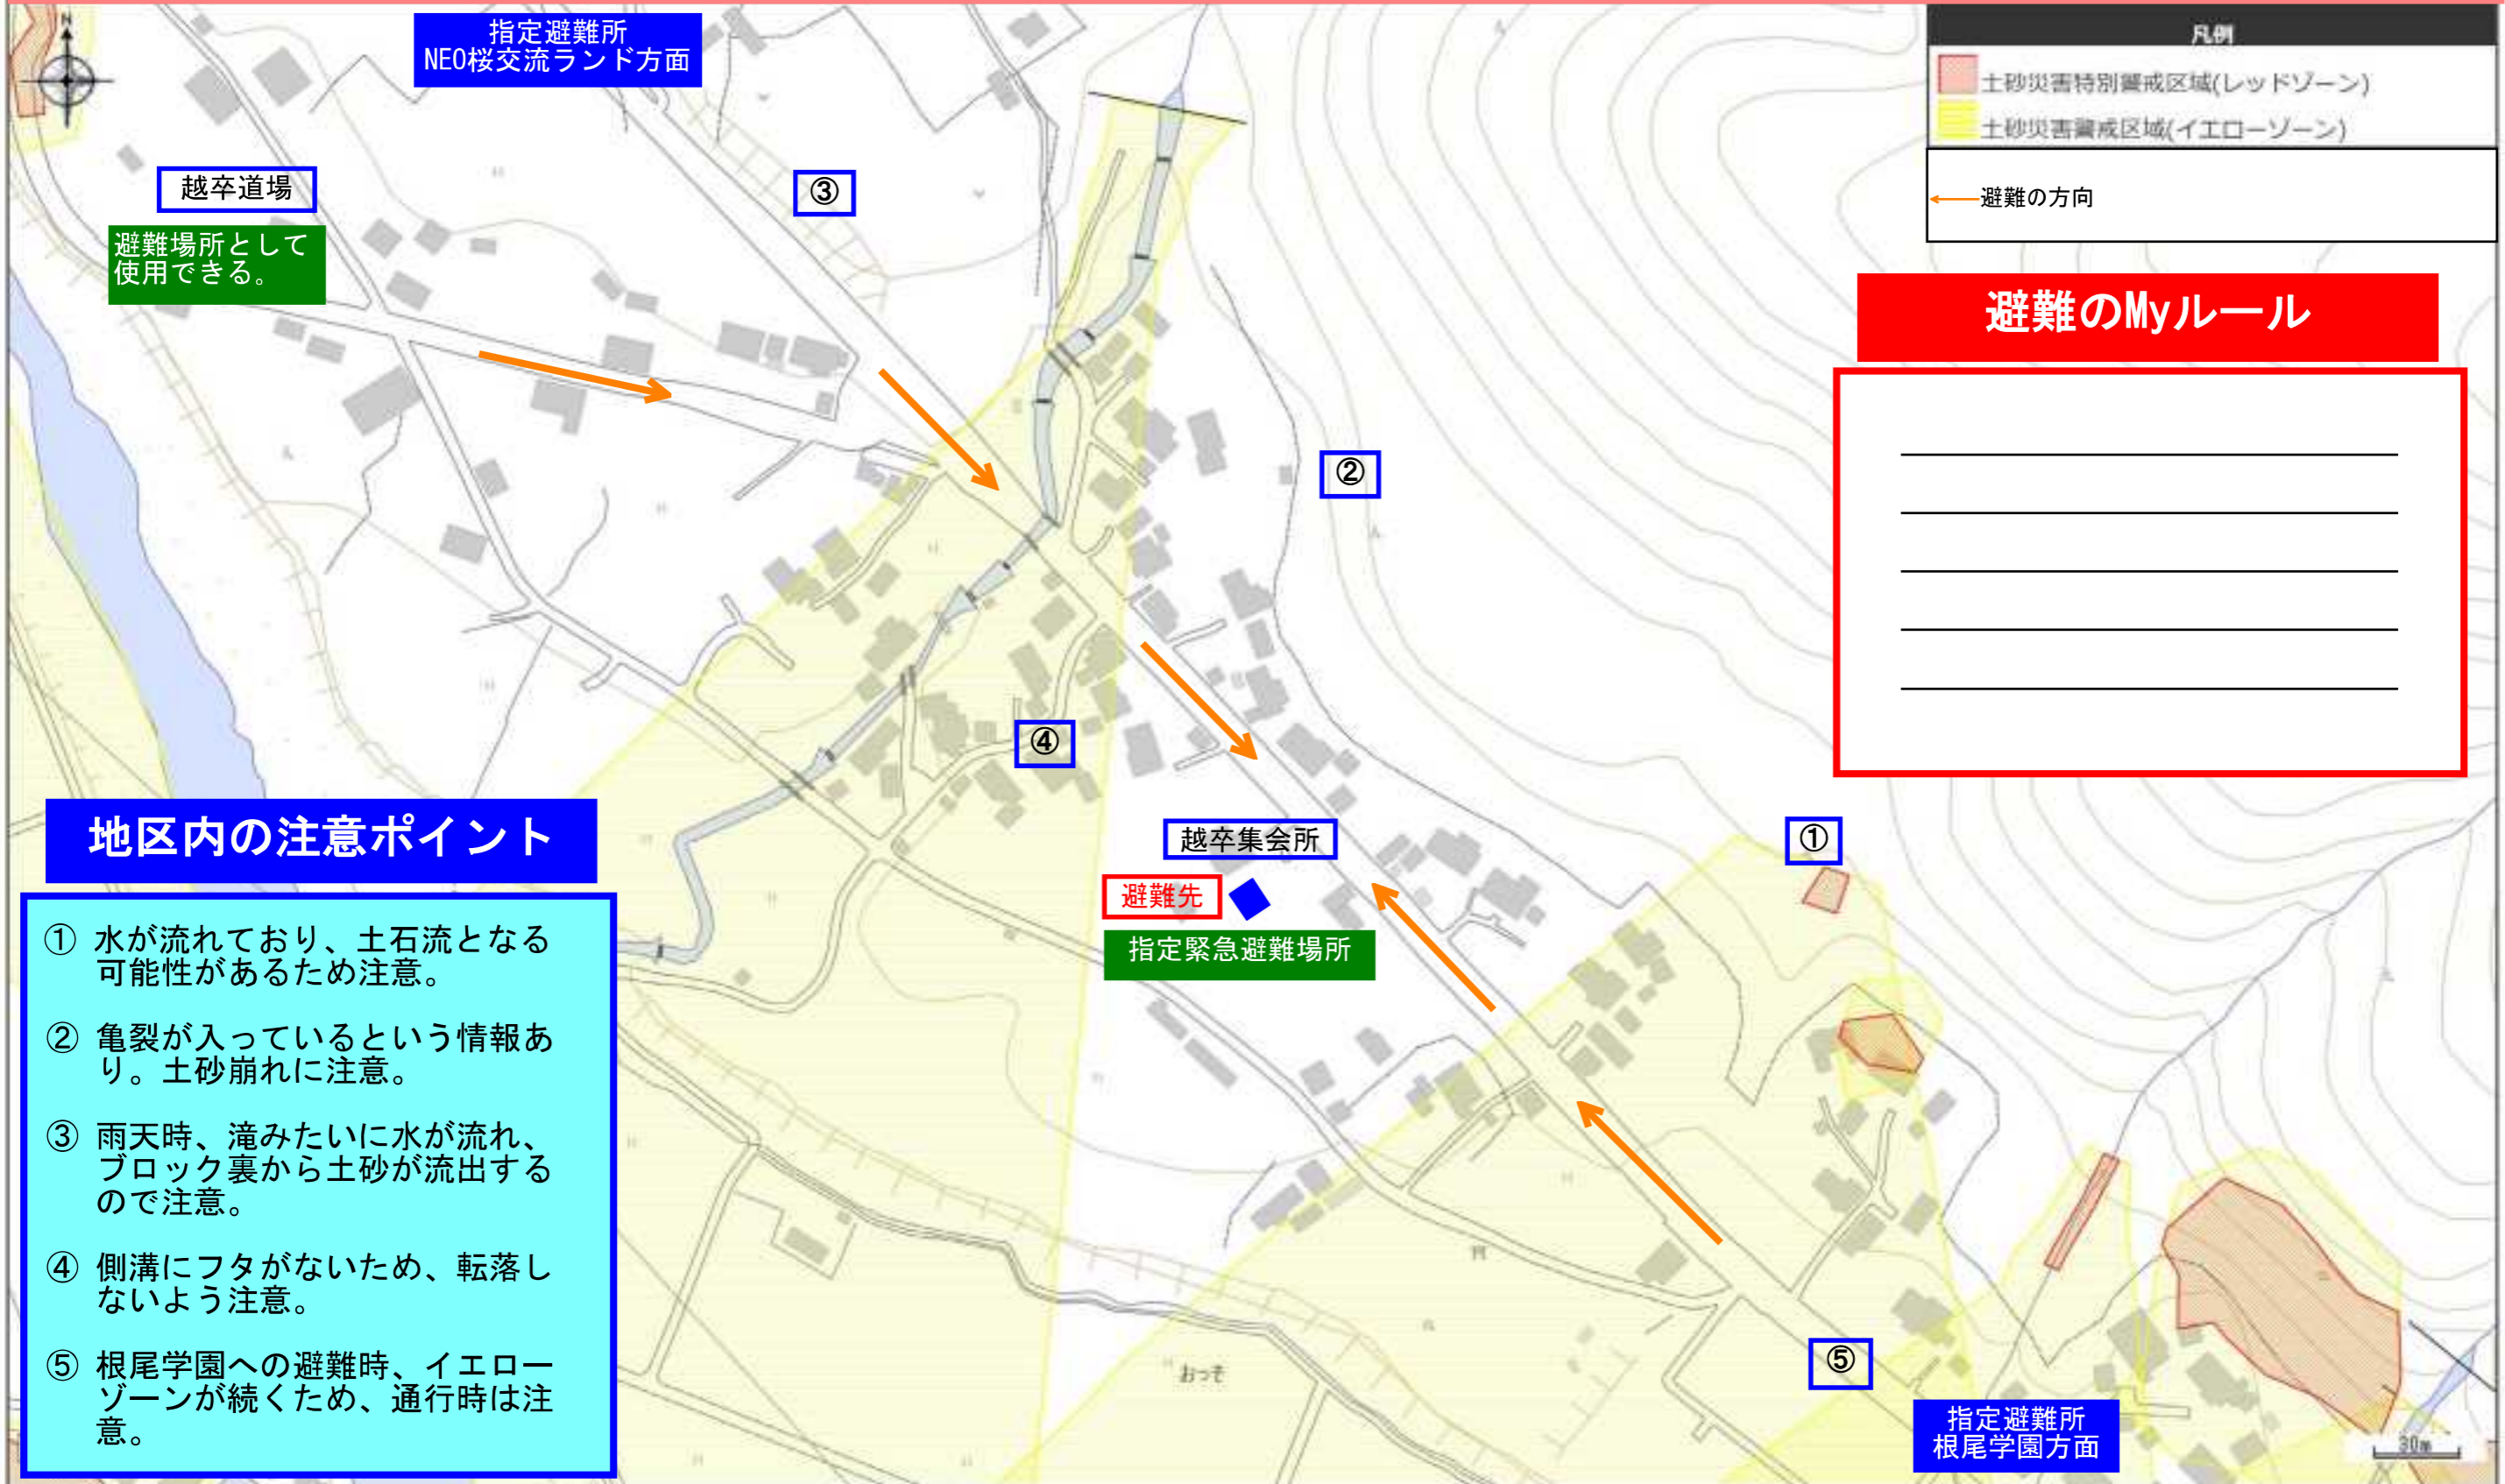 N
指定避難所
NEO桜交流ランド方面
凡例
土砂災害特別警戒区域(レッドゾーン)
土砂災害警戒区域(イエローゾーン)
避難の方向
越卒道場
避難場所として
使用できる。
③
避難のMyルール
②
④
地区内の注意ポイント
① 水が流れており、土石流となる
可能性があるため注意。
② 亀裂が入っているという情報あ
り。土砂崩れに注意。
③ 雨天時、滝みたいに水が流れ、
ブロック裏から土砂が流出する
ので注意。
④ 側溝にフタがないため、転落し
ないよう注意。
⑤ 根尾学園への避難時、イエロー
ゾーンが続くため、通行時は注
意。
越卒集会所
避難先
指定緊急避難場所
①
おっそ
⑤
指定避難所
根尾学園方面
30m